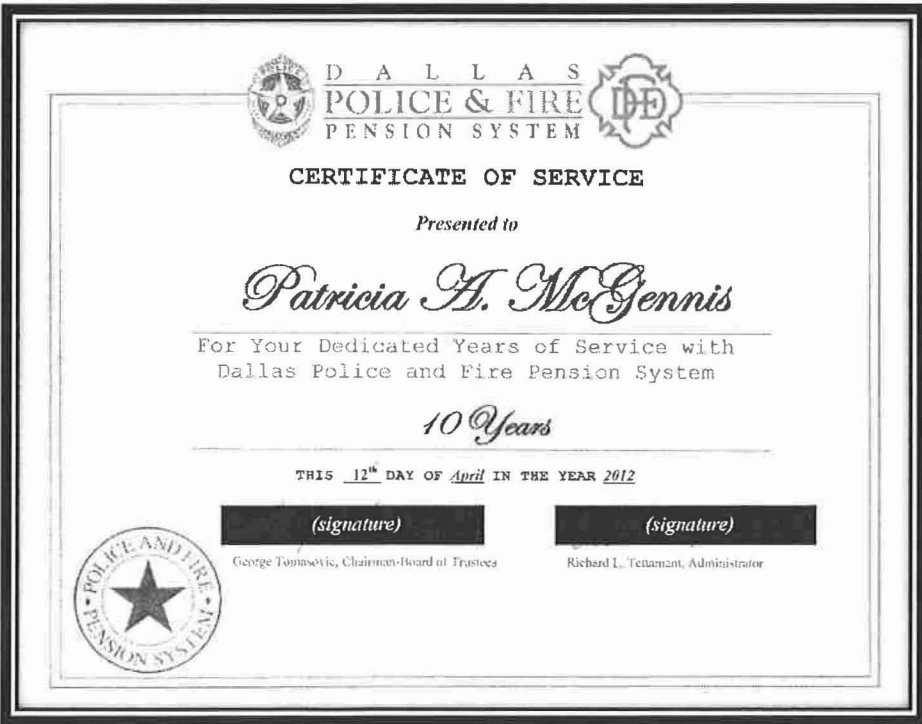 DALLAS
POLICE & FIRE
PENSION SYSTEM
DFD
CERTIFICATE OF SERVICE
Presented to
Patricia A. McGennis
For Your Dedicated Years of Service with
Dallas Police and Fire Pension System
10 Years
THIS 12th DAY OF April IN THE YEAR 2012
(signature) (signature)
George Tomasovic, Chairman-Board of Trustees Richard L. Tettamant, Administrator
POLICE AND FIRE
• PENSION SYSTEM •